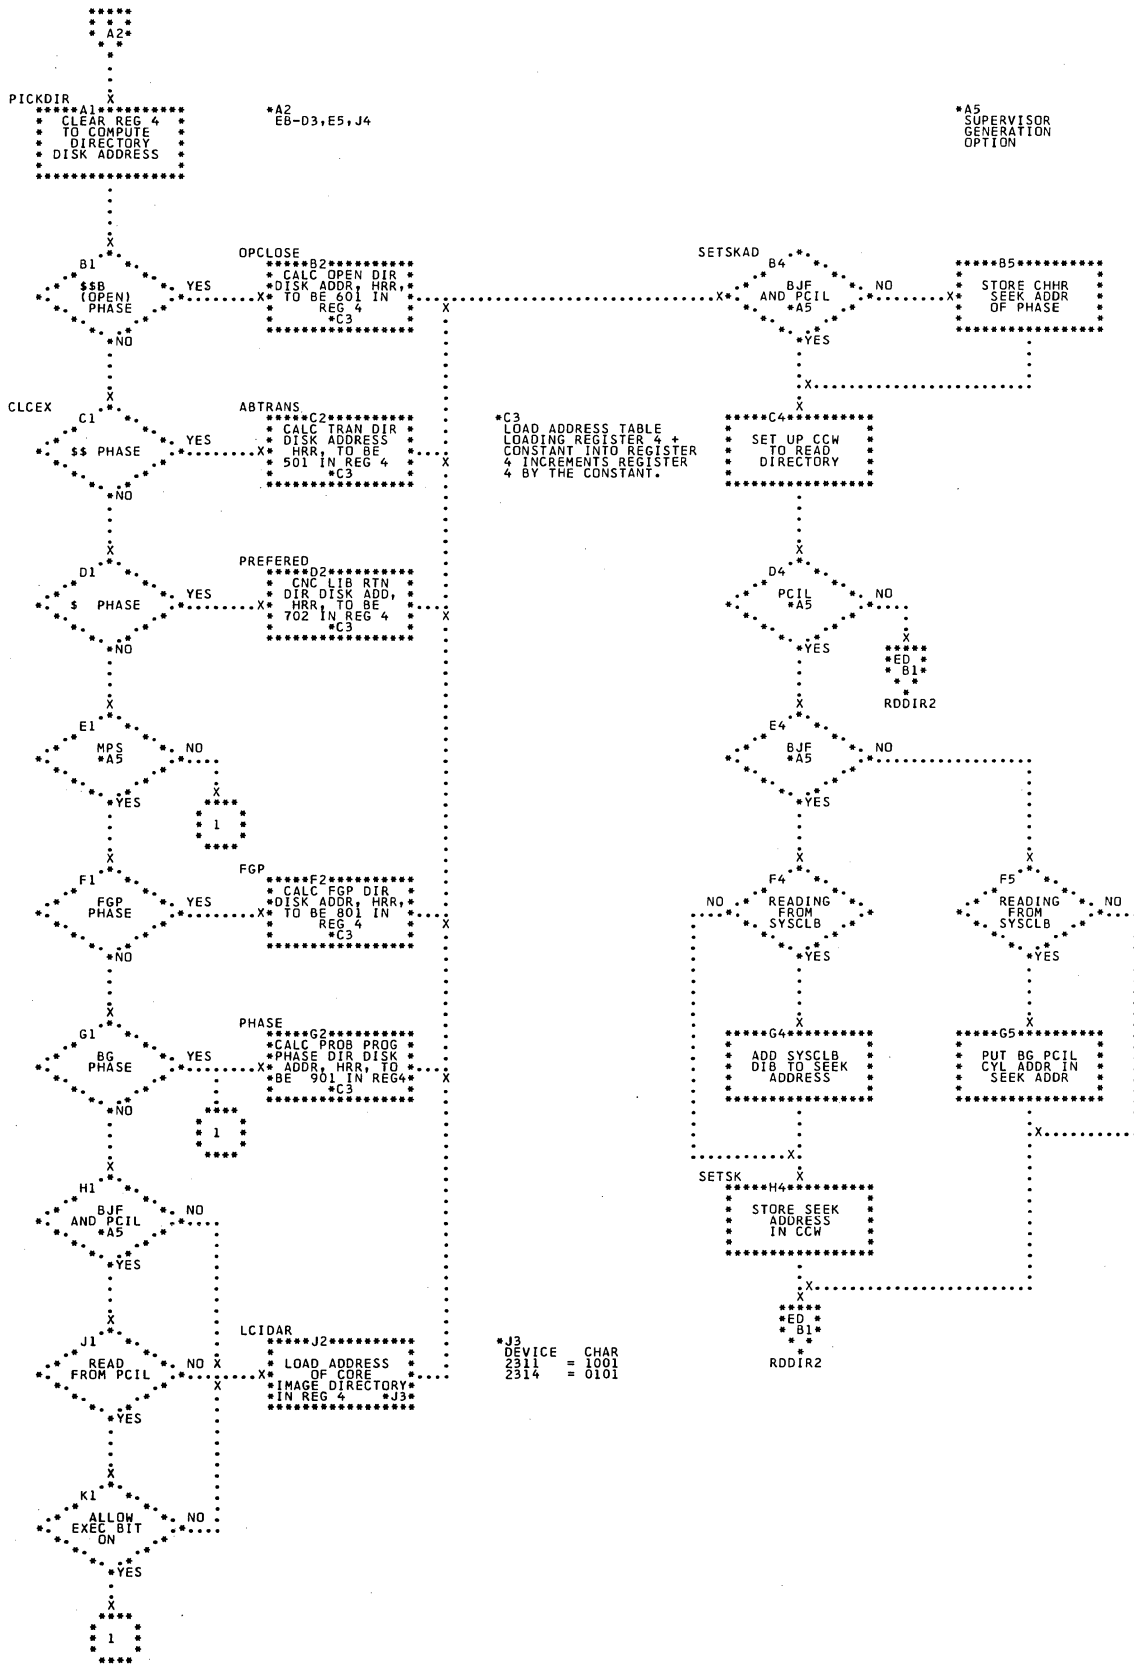 A2
PICKDIR
A1
CLEAR REG 4
TO COMPUTE
DIRECTORY
DISK ADDRESS
*A2
EB-D3,E5,J4
*A5
SUPERVISOR
GENERATION
OPTION
B1
$$B
(OPEN)
PHASE
YES
NO
OPCLOSE
B2
CALC OPEN DIR
DISK ADDR, HRR,
TO BE 601 IN
REG 4
*C3
SETSKAD
B4
BJF
AND PCIL
*A5
NO
YES
B5
STORE CHHR
SEEK ADDR
OF PHASE
CLCEX
C1
$$ PHASE
YES
NO
ABTRANS
C2
CALC TRAN DIR
DISK ADDRESS
HRR, TO BE
501 IN REG 4
*C3
*C3
LOAD ADDRESS TABLE
LOADING REGISTER 4 +
CONSTANT INTO REGISTER
4 INCREMENTS REGISTER
4 BY THE CONSTANT.
C4
SET UP CCW
TO READ
DIRECTORY
D1
$ PHASE
YES
NO
PREFERED
D2
CNC LIB RTN
DIR DISK ADD,
HRR, TO BE
702 IN REG 4
*C3
D4
PCIL
*A5
NO
YES
ED
B1
RDDIR2
E1
MPS
*A5
NO
YES
1
E4
BJF
*A5
NO
YES
F1
FGP
PHASE
YES
NO
FGP
F2
CALC FGP DIR
DISK ADDR, HRR,
TO BE 801 IN
REG 4
*C3
F4
READING
FROM
SYSCLB
NO
YES
F5
READING
FROM
SYSCLB
NO
YES
G1
BG
PHASE
YES
NO
1
PHASE
G2
CALC PROB PROG
PHASE DIR DISK
ADDR, HRR, TO
BE 901 IN REG4
*C3
G4
ADD SYSCLB
DIB TO SEEK
ADDRESS
G5
PUT BG PCIL
CYL ADDR IN
SEEK ADDR
H1
BJF
AND PCIL
*A5
NO
YES
SETSK
H4
STORE SEEK
ADDRESS
IN CCW
ED
B1
RDDIR2
J1
READ
FROM PCIL
NO
YES
LCIDAR
J2
LOAD ADDRESS
OF CORE
IMAGE DIRECTORY
IN REG 4 *J3
*J3
DEVICE CHAR
2311 = 1001
2314 = 0101
K1
ALLOW
EXEC BIT
ON
NO
YES
1